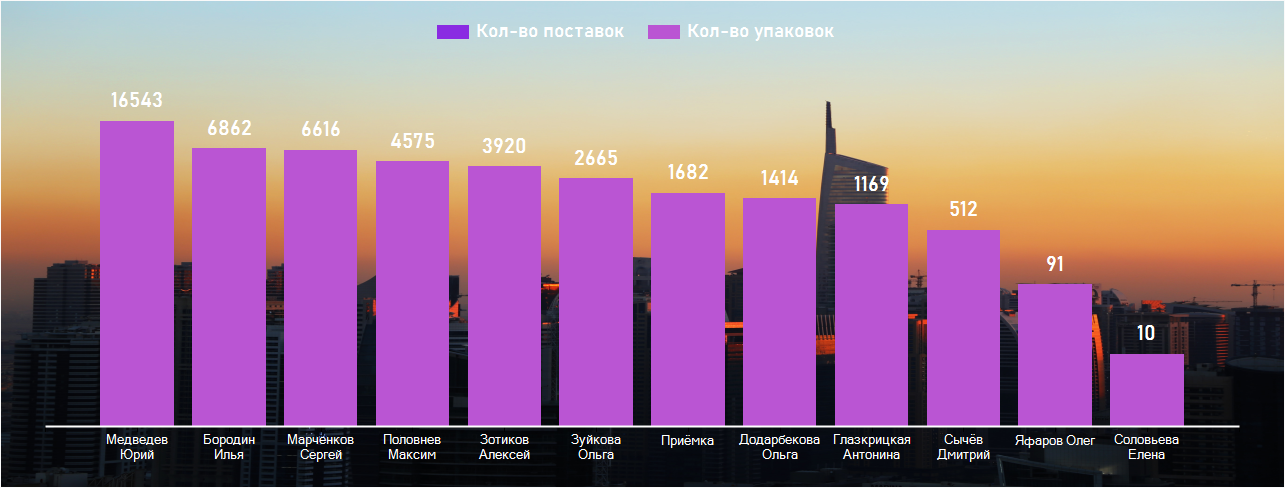 Кол-во поставок Кол-во упаковок
16543
6862
6616
4575
3920
2665
1682
1414
1169
512
91
10
Медведев
Юрий
Бородин
Илья
Марчёнков
Сергей
Половнев
Максим
Зотиков
Алексей
Зуйкова
Ольга
Приёмка
Додарбекова
Ольга
Глазкрицкая
Антонина
Сычёв
Дмитрий
Яфаров Олег
Соловьева
Елена